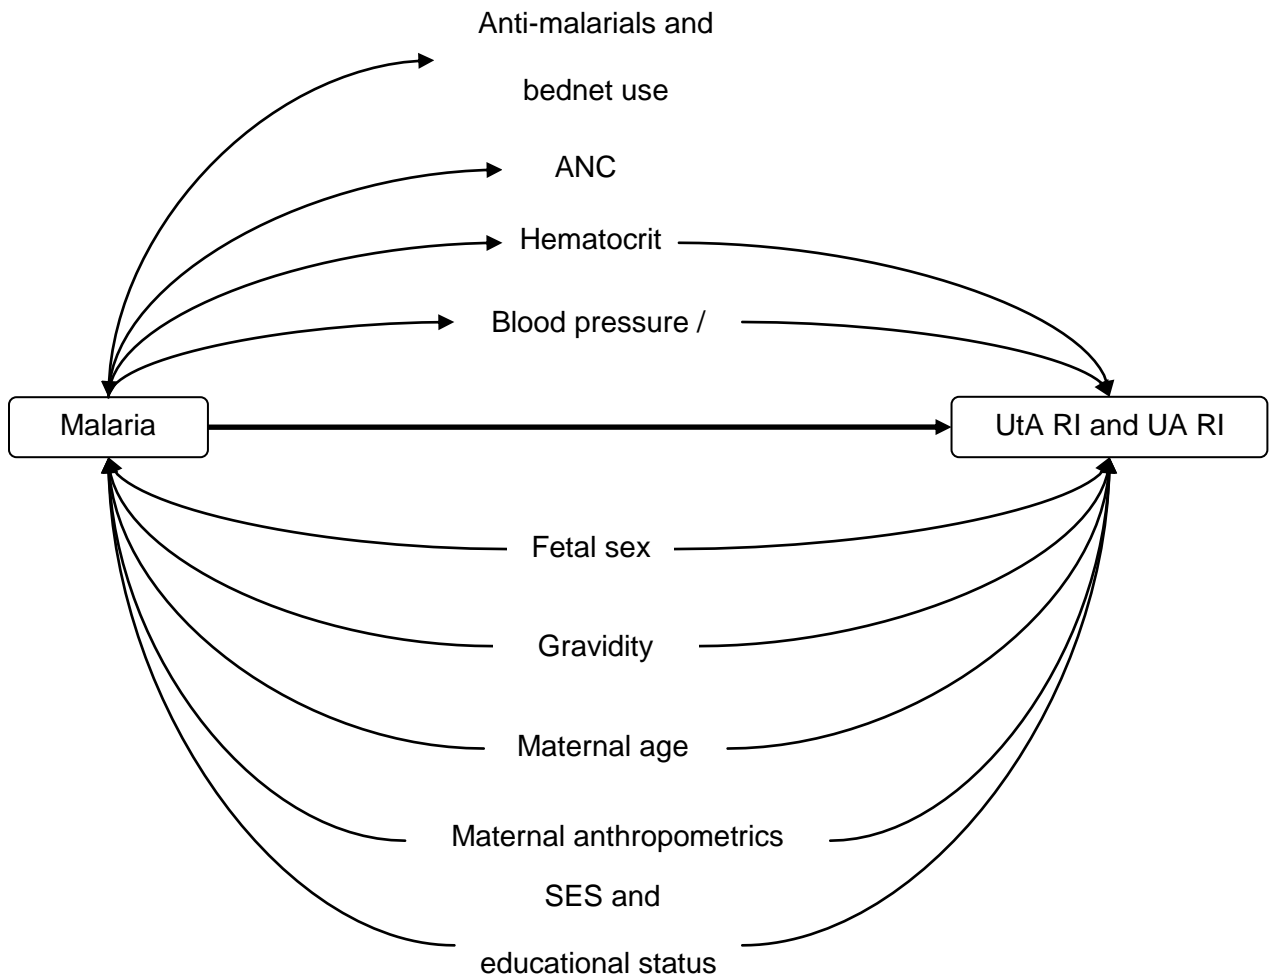 Anti-malarials and
bednet use
ANC
Hematocrit
Blood pressure /
Malaria
UtA RI and UA RI
Fetal sex
Gravidity
Maternal age
Maternal anthropometrics
SES and
educational status